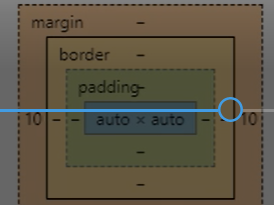 margin –
border –
padding –
10 – – auto × auto – – 10
–
–